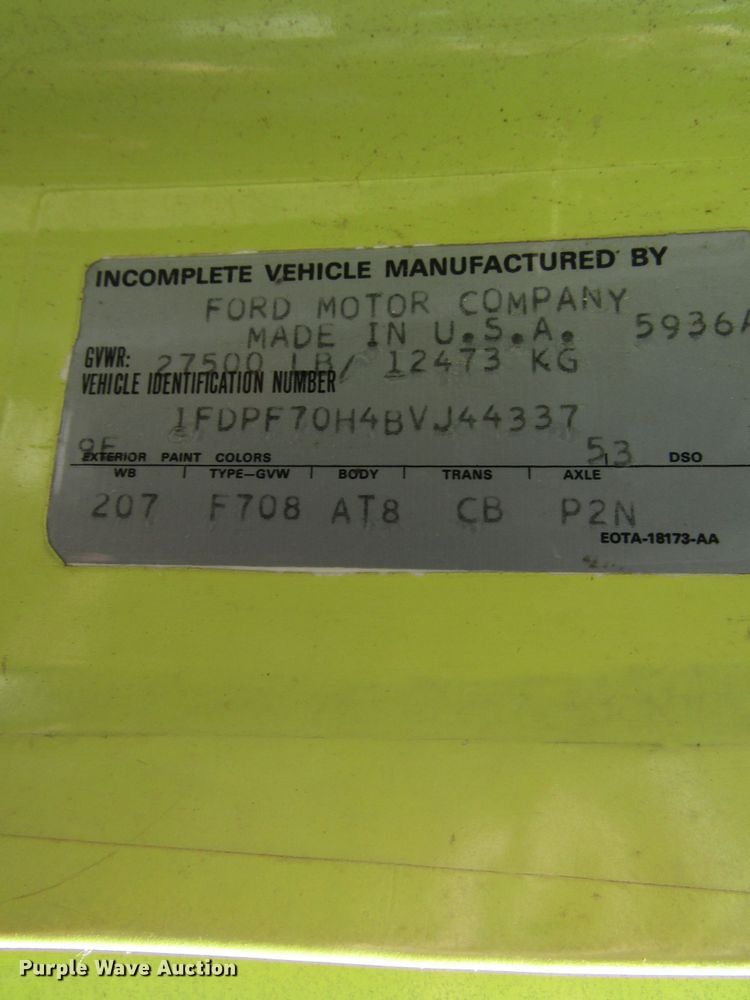 INCOMPLETE VEHICLE MANUFACTURED BY
FORD MOTOR COMPANY
MADE IN U.S.A. 5936A
GVWR: 27500 LB/ 12473 KG
VEHICLE IDENTIFICATION NUMBER
1FDPF70H4BVJ44337
9E 53
EXTERIOR PAINT COLORS DSO
WB TYPE-GVW BODY TRANS AXLE
207 F708 AT8 CB P2N
EOTA-18173-AA
Purple Wave Auction